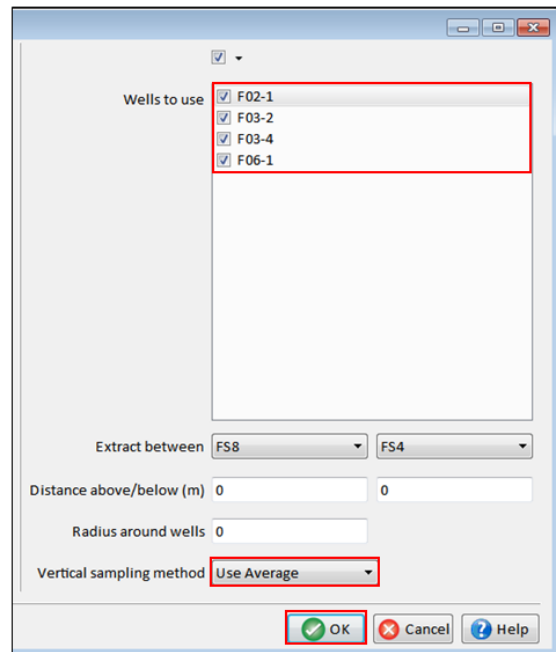 Wells to use
F02-1
F03-2
F03-4
F06-1
Extract between FS8 FS4
Distance above/below (m) 0 0
Radius around wells 0
Vertical sampling method Use Average
OK Cancel Help